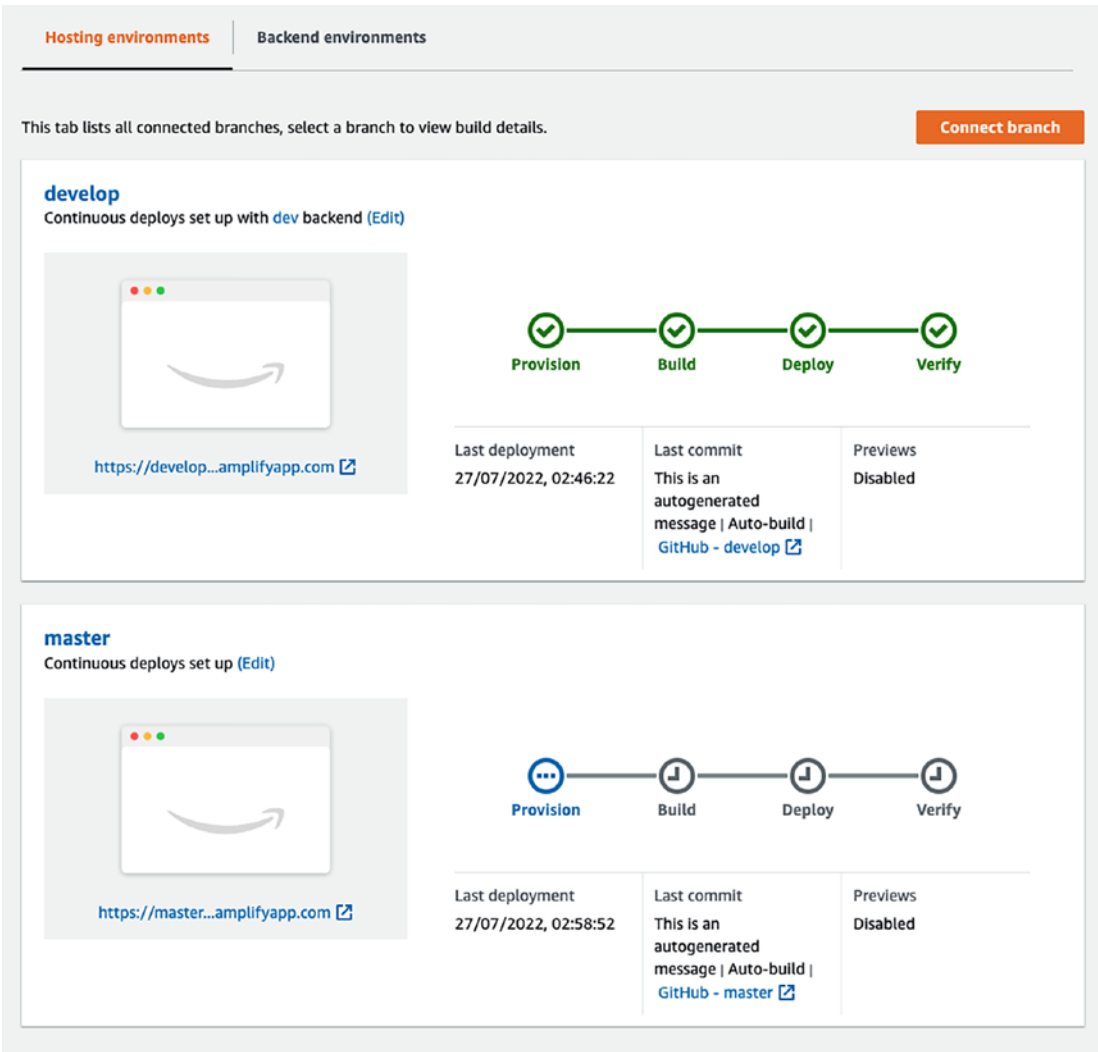 Hosting environments
Backend environments
This tab lists all connected branches, select a branch to view build details.
Connect branch
develop
Continuous deploys set up with dev backend (Edit)
https://develop...amplifyapp.com
Provision
Build
Deploy
Verify
Last deployment
27/07/2022, 02:46:22
Last commit
This is an
autogenerated
message | Auto-build |
GitHub - develop
Previews
Disabled
master
Continuous deploys set up (Edit)
https://master...amplifyapp.com
Provision
Build
Deploy
Verify
Last deployment
27/07/2022, 02:58:52
Last commit
This is an
autogenerated
message | Auto-build |
GitHub - master
Previews
Disabled